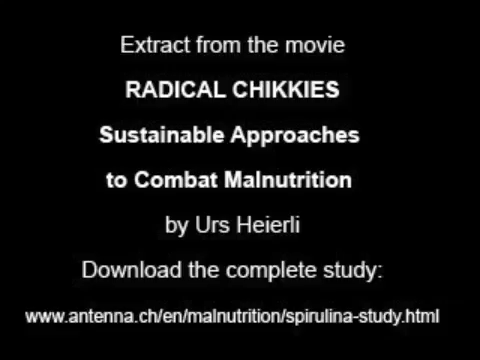 Extract from the movie
RADICAL CHIKKIES
Sustainable Approaches
to Combat Malnutrition
by Urs Heierli
Download the complete study:
www.antenna.ch/en/malnutrition/spirulina-study.html